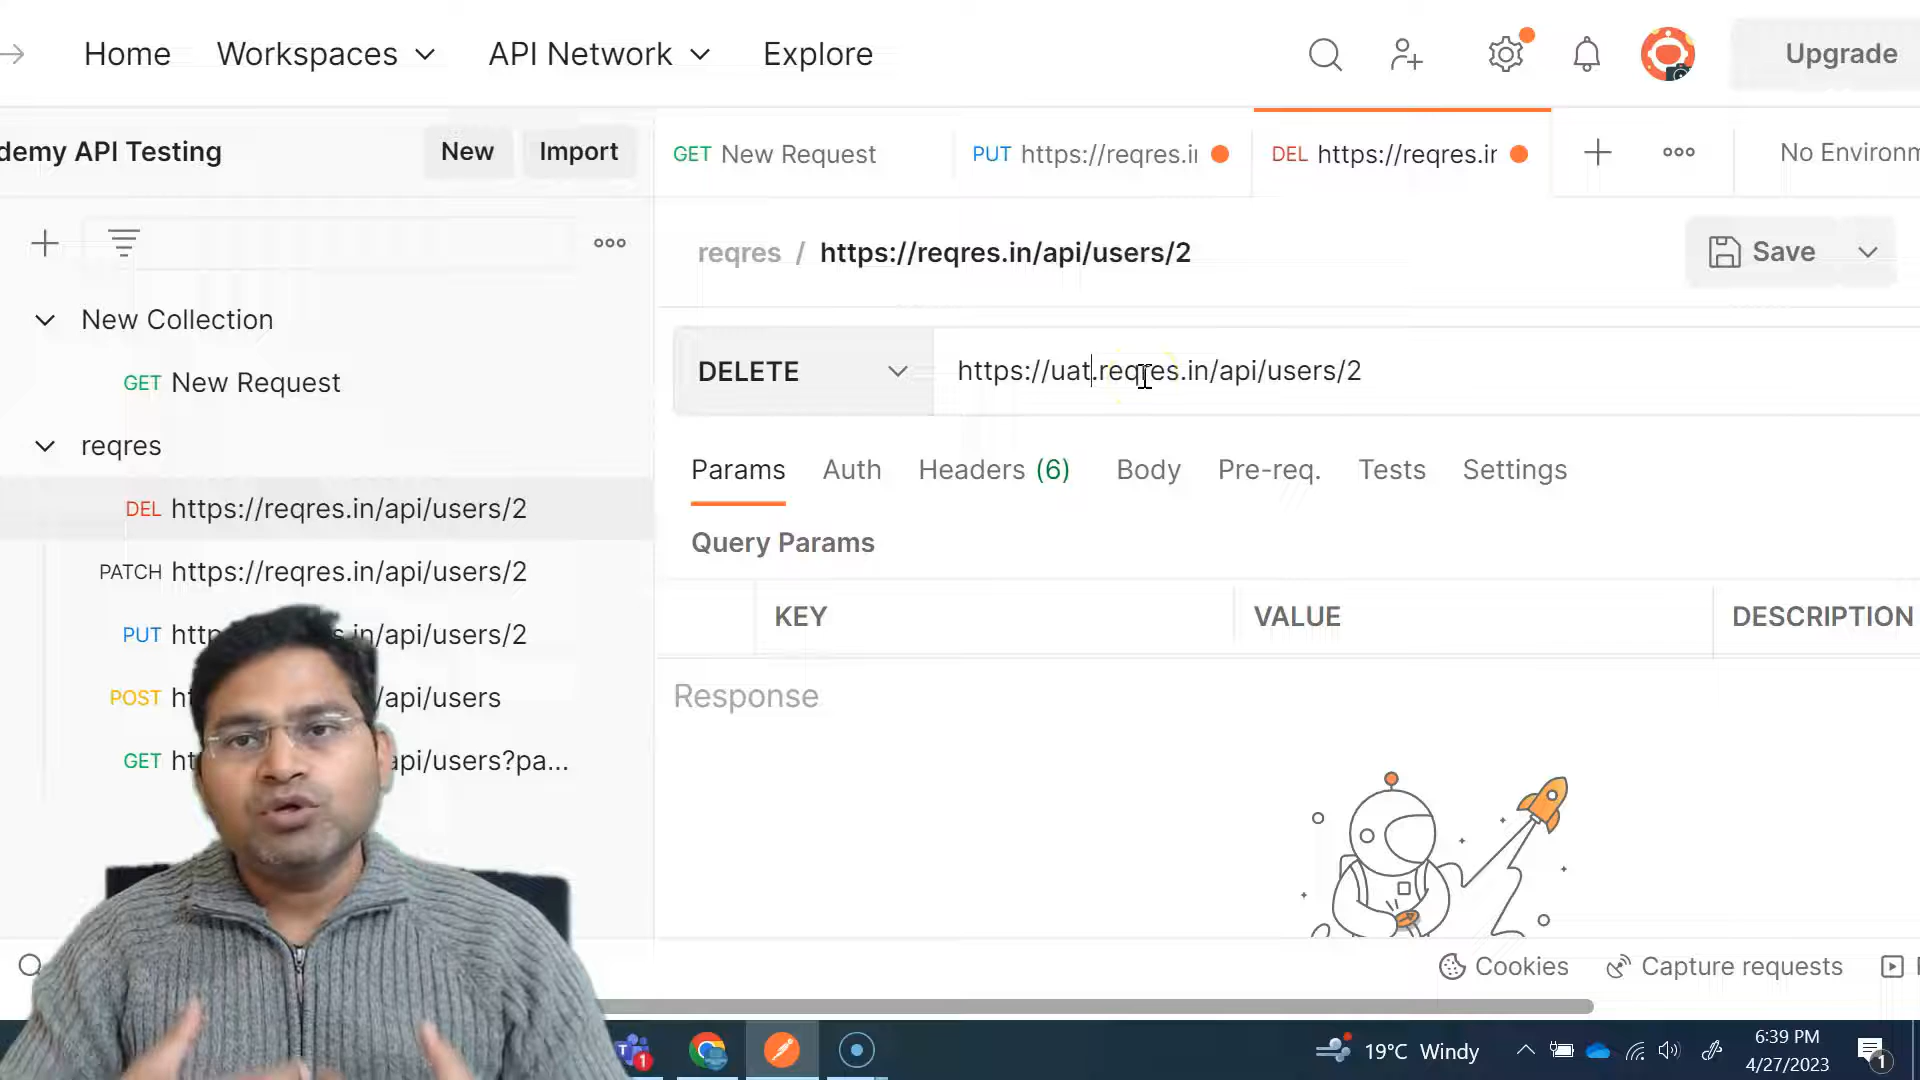 Home Workspaces API Network Explore Upgrade
demy API Testing New Import
GET New Request PUT https://reqres.ir DEL https://reqres.ir No Environm
reqres / https://reqres.in/api/users/2 Save
New Collection
GET New Request
DELETE https://uat.reqres.in/api/users/2
reqres
Params Auth Headers (6) Body Pre-req. Tests Settings
DEL https://reqres.in/api/users/2
Query Params
PATCH https://reqres.in/api/users/2
KEY VALUE DESCRIPTION
PUT http s.in/api/users/2
POST ht /api/users
Response
GET ht api/users?pa...
Cookies Capture requests
1
19°C Windy
6:39 PM
4/27/2023
1